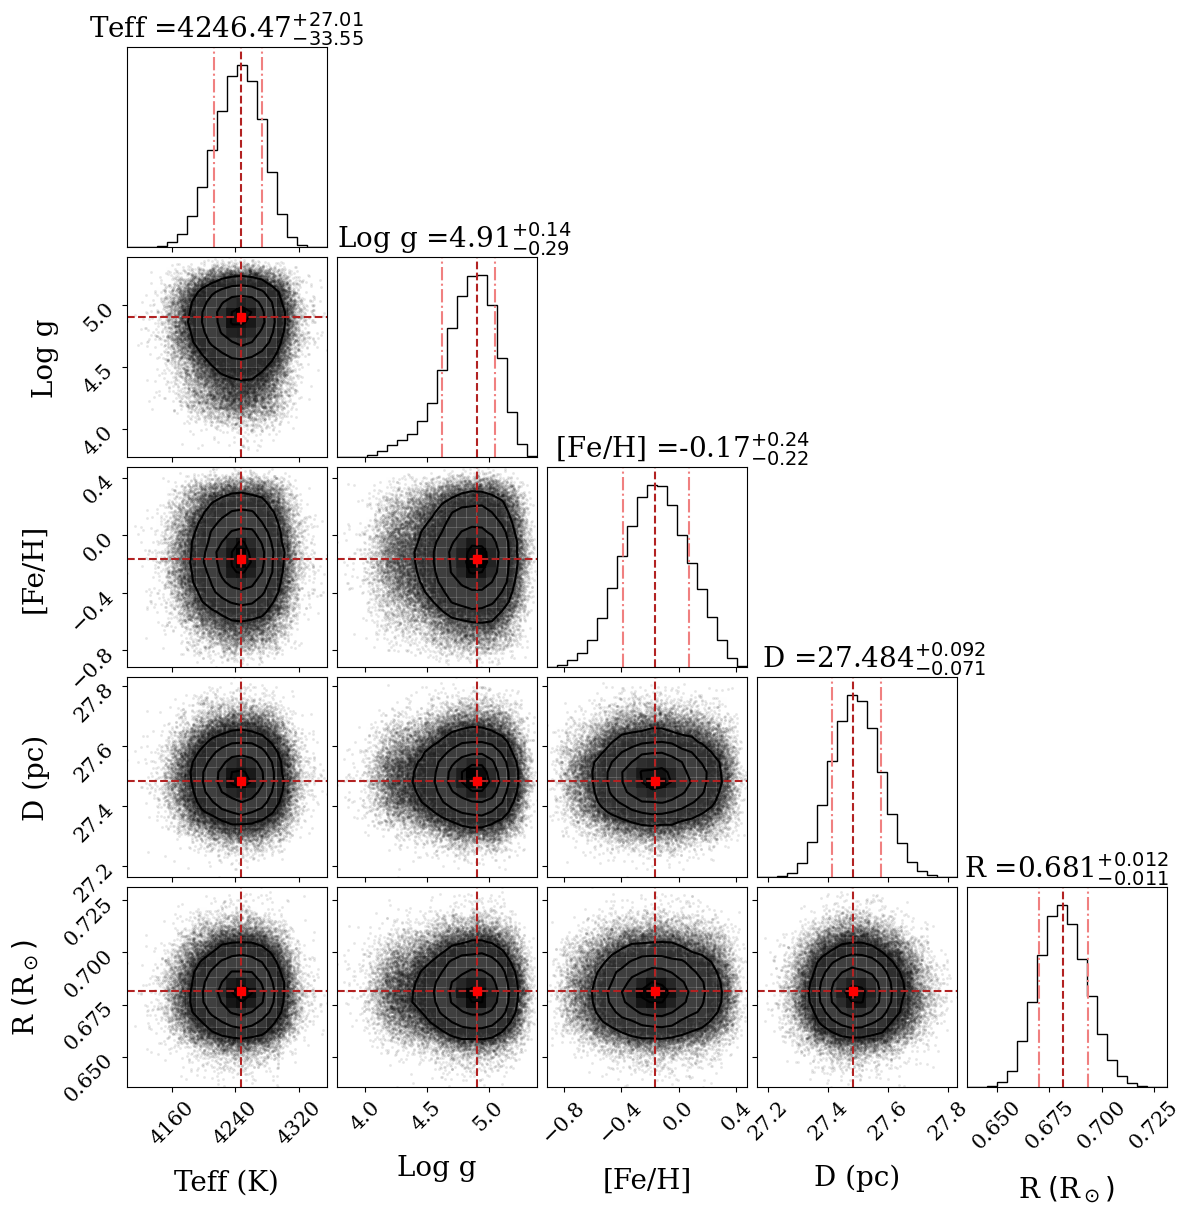 Teff =4246.47+27.01−33.55
Log g =4.91+0.14−0.29
Log g
5.0
4.5
4.0
[Fe/H] =-0.17+0.24−0.22
[Fe/H]
0.4
0.0
−0.4
−0.8
D =27.484+0.092−0.071
D (pc)
27.8
27.6
27.4
27.2
R =0.681+0.012−0.011
R (R⊙)
0.725
0.700
0.675
0.650
4160 4240 4320
4.0 4.5 5.0
−0.8 −0.4 0.0 0.4
27.2 27.4 27.6 27.8
0.650 0.675 0.700 0.725
Teff (K)
Log g
[Fe/H]
D (pc)
R (R⊙)